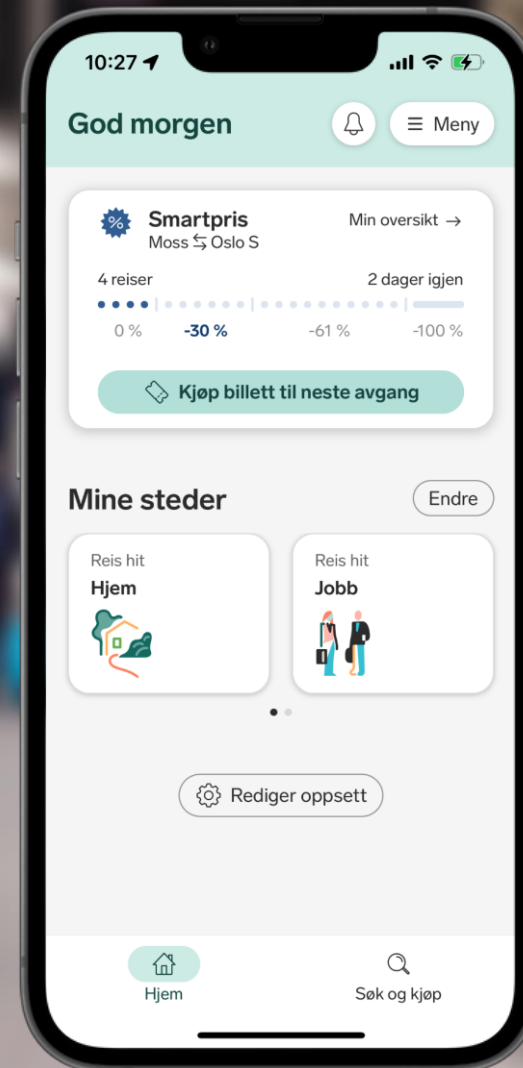 10:27
God morgen
Meny
%
Smartpris
Min oversikt →
Moss ⇆ Oslo S
4 reiser
2 dager igjen
0 %
-30 %
-61 %
-100 %
Kjøp billett til neste avgang
Mine steder
Endre
Reis hit
Hjem
Reis hit
Jobb
Rediger oppsett
Hjem
Søk og kjøp